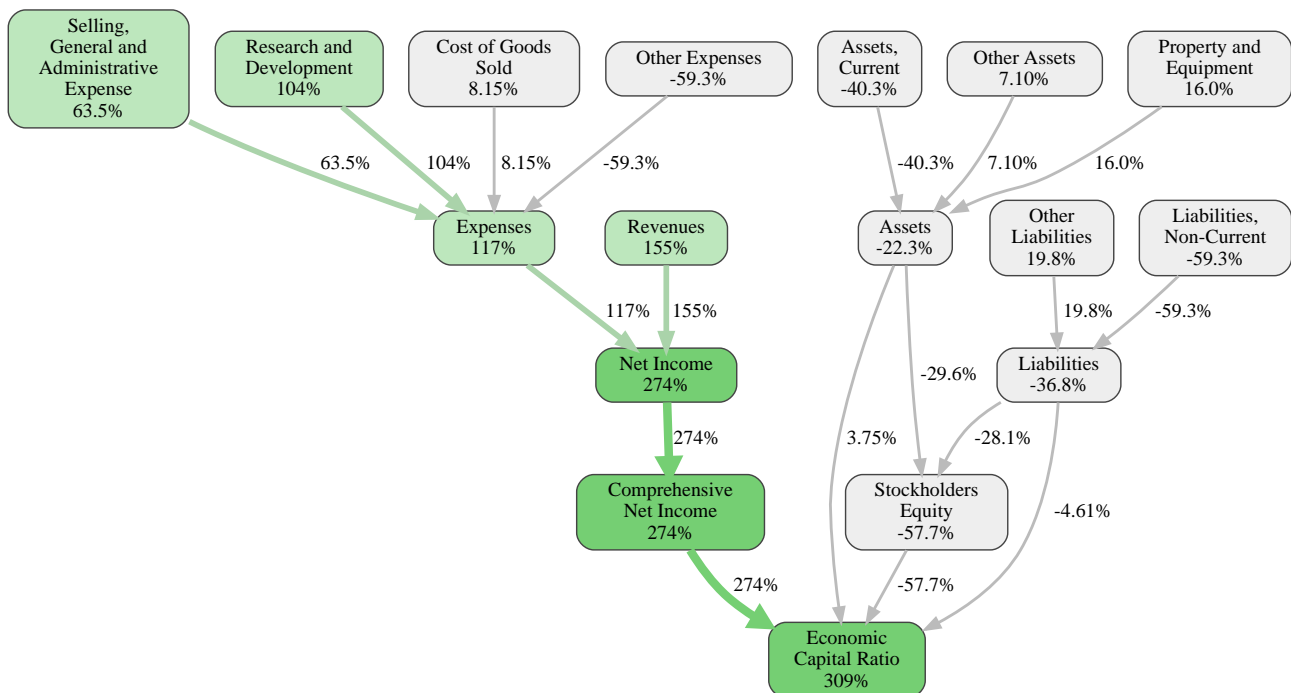 Selling,
General and
Administrative
Expense
63.5%
Research and
Development
104%
Cost of Goods
Sold
8.15%
Other Expenses
-59.3%
Assets,
Current
-40.3%
Other Assets
7.10%
Property and
Equipment
16.0%
63.5%
104%
8.15%
-59.3%
-40.3%
7.10%
16.0%
Expenses
117%
Revenues
155%
Assets
-22.3%
Other
Liabilities
19.8%
Liabilities,
Non-Current
-59.3%
117%
155%
19.8%
-59.3%
Net Income
274%
-29.6%
Liabilities
-36.8%
274%
3.75%
-28.1%
Comprehensive
Net Income
274%
Stockholders
Equity
-57.7%
-4.61%
274%
-57.7%
Economic
Capital Ratio
309%